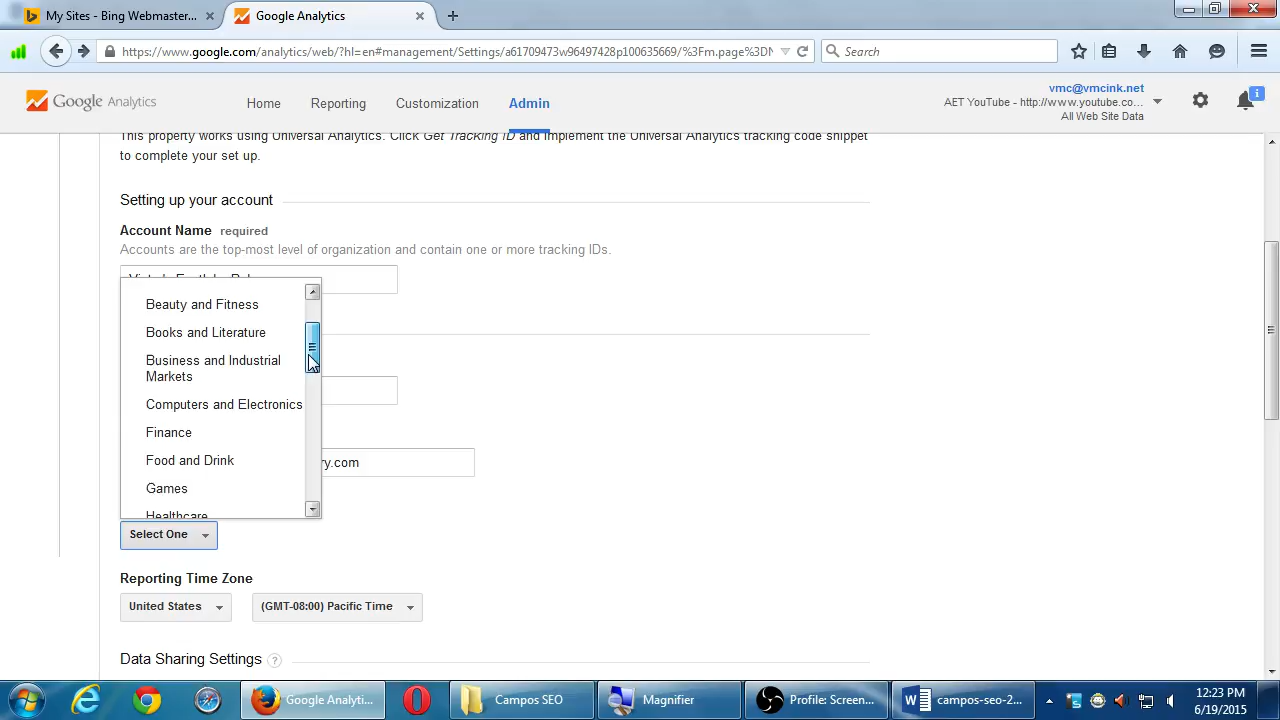 My Sites - Bing Webmaster...
Google Analytics
https://www.google.com/analytics/web/?hl=en#management/Settings/a61709473w96497428p100635669/%3Fm.page%3DN
Search
Google Analytics
Home
Reporting
Customization
Admin
vmc@vmcink.net
AET YouTube - http://www.youtube.co...
All Web Site Data
This property works using Universal Analytics. Click Get Tracking ID and implement the Universal Analytics tracking code snippet
to complete your set up.
Setting up your account
Account Name required
Accounts are the top-most level of organization and contain one or more tracking IDs.
Beauty and Fitness
Books and Literature
Business and Industrial
Markets
Computers and Electronics
Finance
ry.com
Food and Drink
Games
Healthcare
Select One
Reporting Time Zone
United States
(GMT-08:00) Pacific Time
Data Sharing Settings ?
Google Analyti...
Campos SEO
Magnifier
Profile: Screen...
campos-seo-2...
12:23 PM
6/19/2015